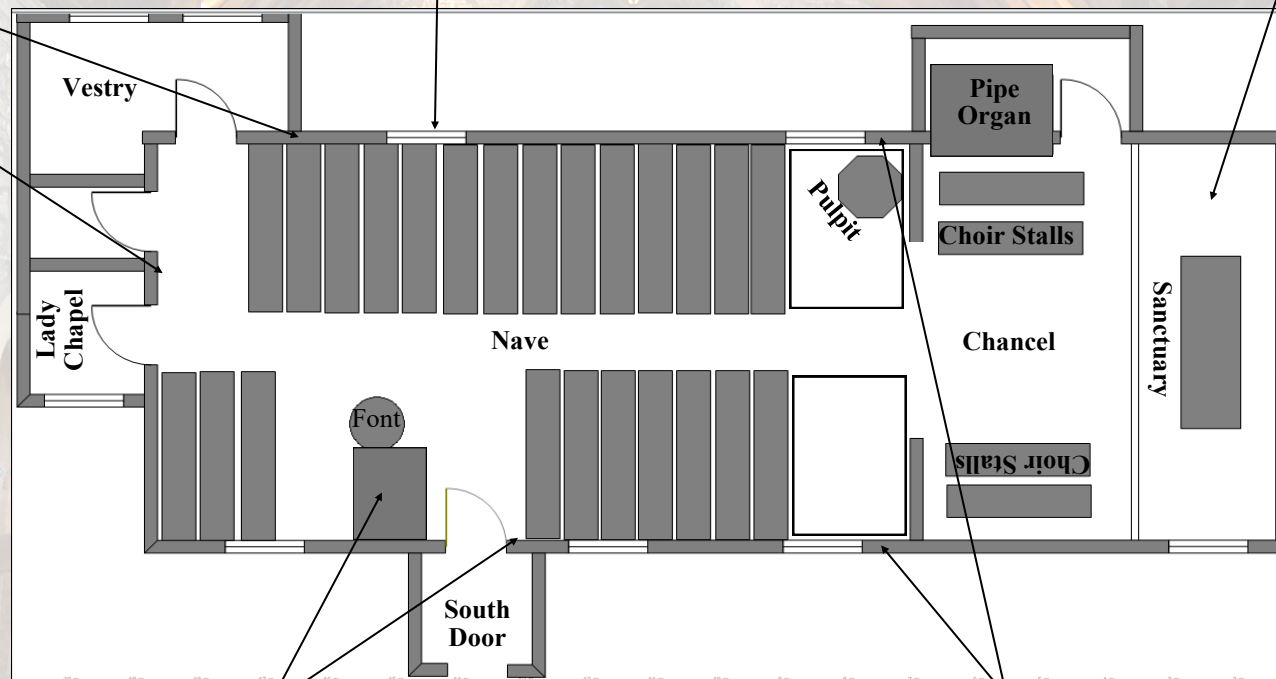 Vestry
Pipe
Organ
Pulpit
Choir Stalls
Lady
Chapel
Nave
Chancel
Sanctuary
Font
Choir Stalls
South
Door